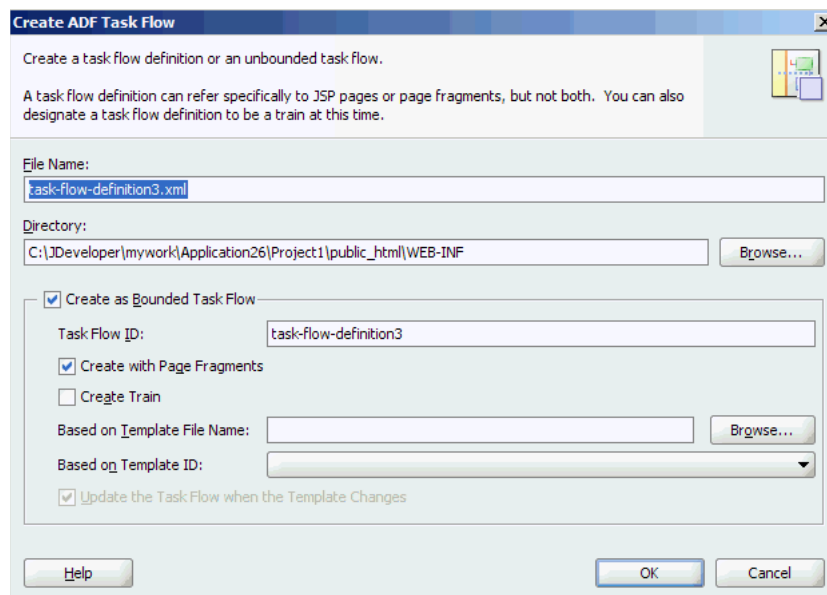 Create ADF Task Flow
Create a task flow definition or an unbounded task flow.
A task flow definition can refer specifically to JSP pages or page fragments, but not both. You can also
designate a task flow definition to be a train at this time.
File Name:
task-flow-definition3.xml
Directory:
C:\JDeveloper\mywork\Application26\Project1\public_html\WEB-INF
Browse...
Create as Bounded Task Flow
Task Flow ID:
task-flow-definition3
Create with Page Fragments
Create Train
Based on Template File Name:
Browse...
Based on Template ID:
Update the Task Flow when the Template Changes
Help
OK
Cancel